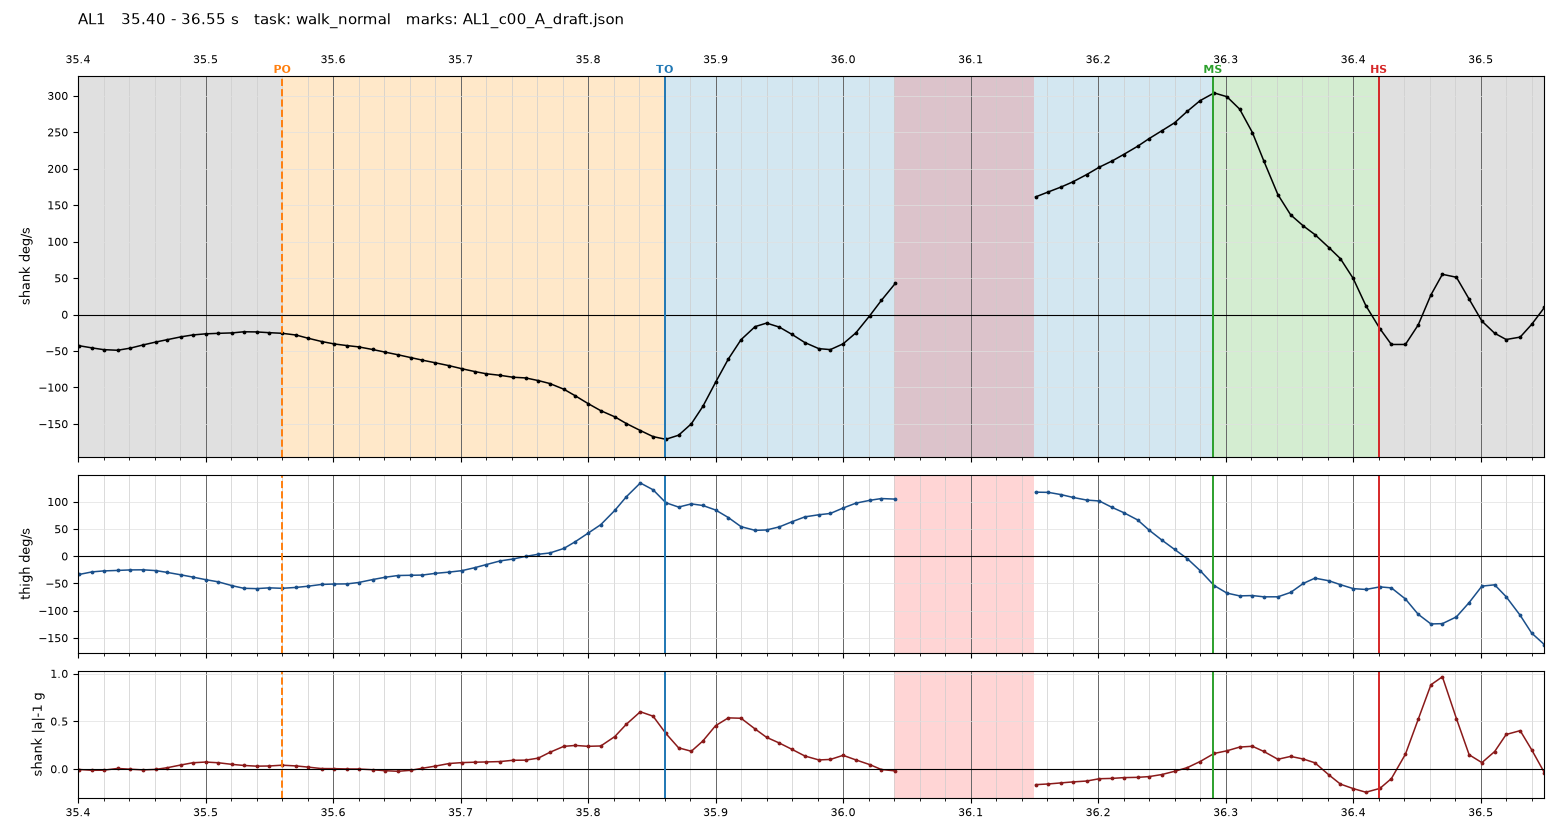 AL1   35.40 - 36.55 s   task: walk_normal   marks: AL1_c00_A_draft.json
35.4 35.5 35.6 35.7 35.8 35.9 36.0 36.1 36.2 36.3 36.4 36.5
PO TO MS HS
shank deg/s
300
250
200
150
100
50
0
−50
−100
−150
thigh deg/s
100
50
0
−50
−100
−150
shank |a|-1 g
1.0
0.5
0.0
35.4 35.5 35.6 35.7 35.8 35.9 36.0 36.1 36.2 36.3 36.4 36.5